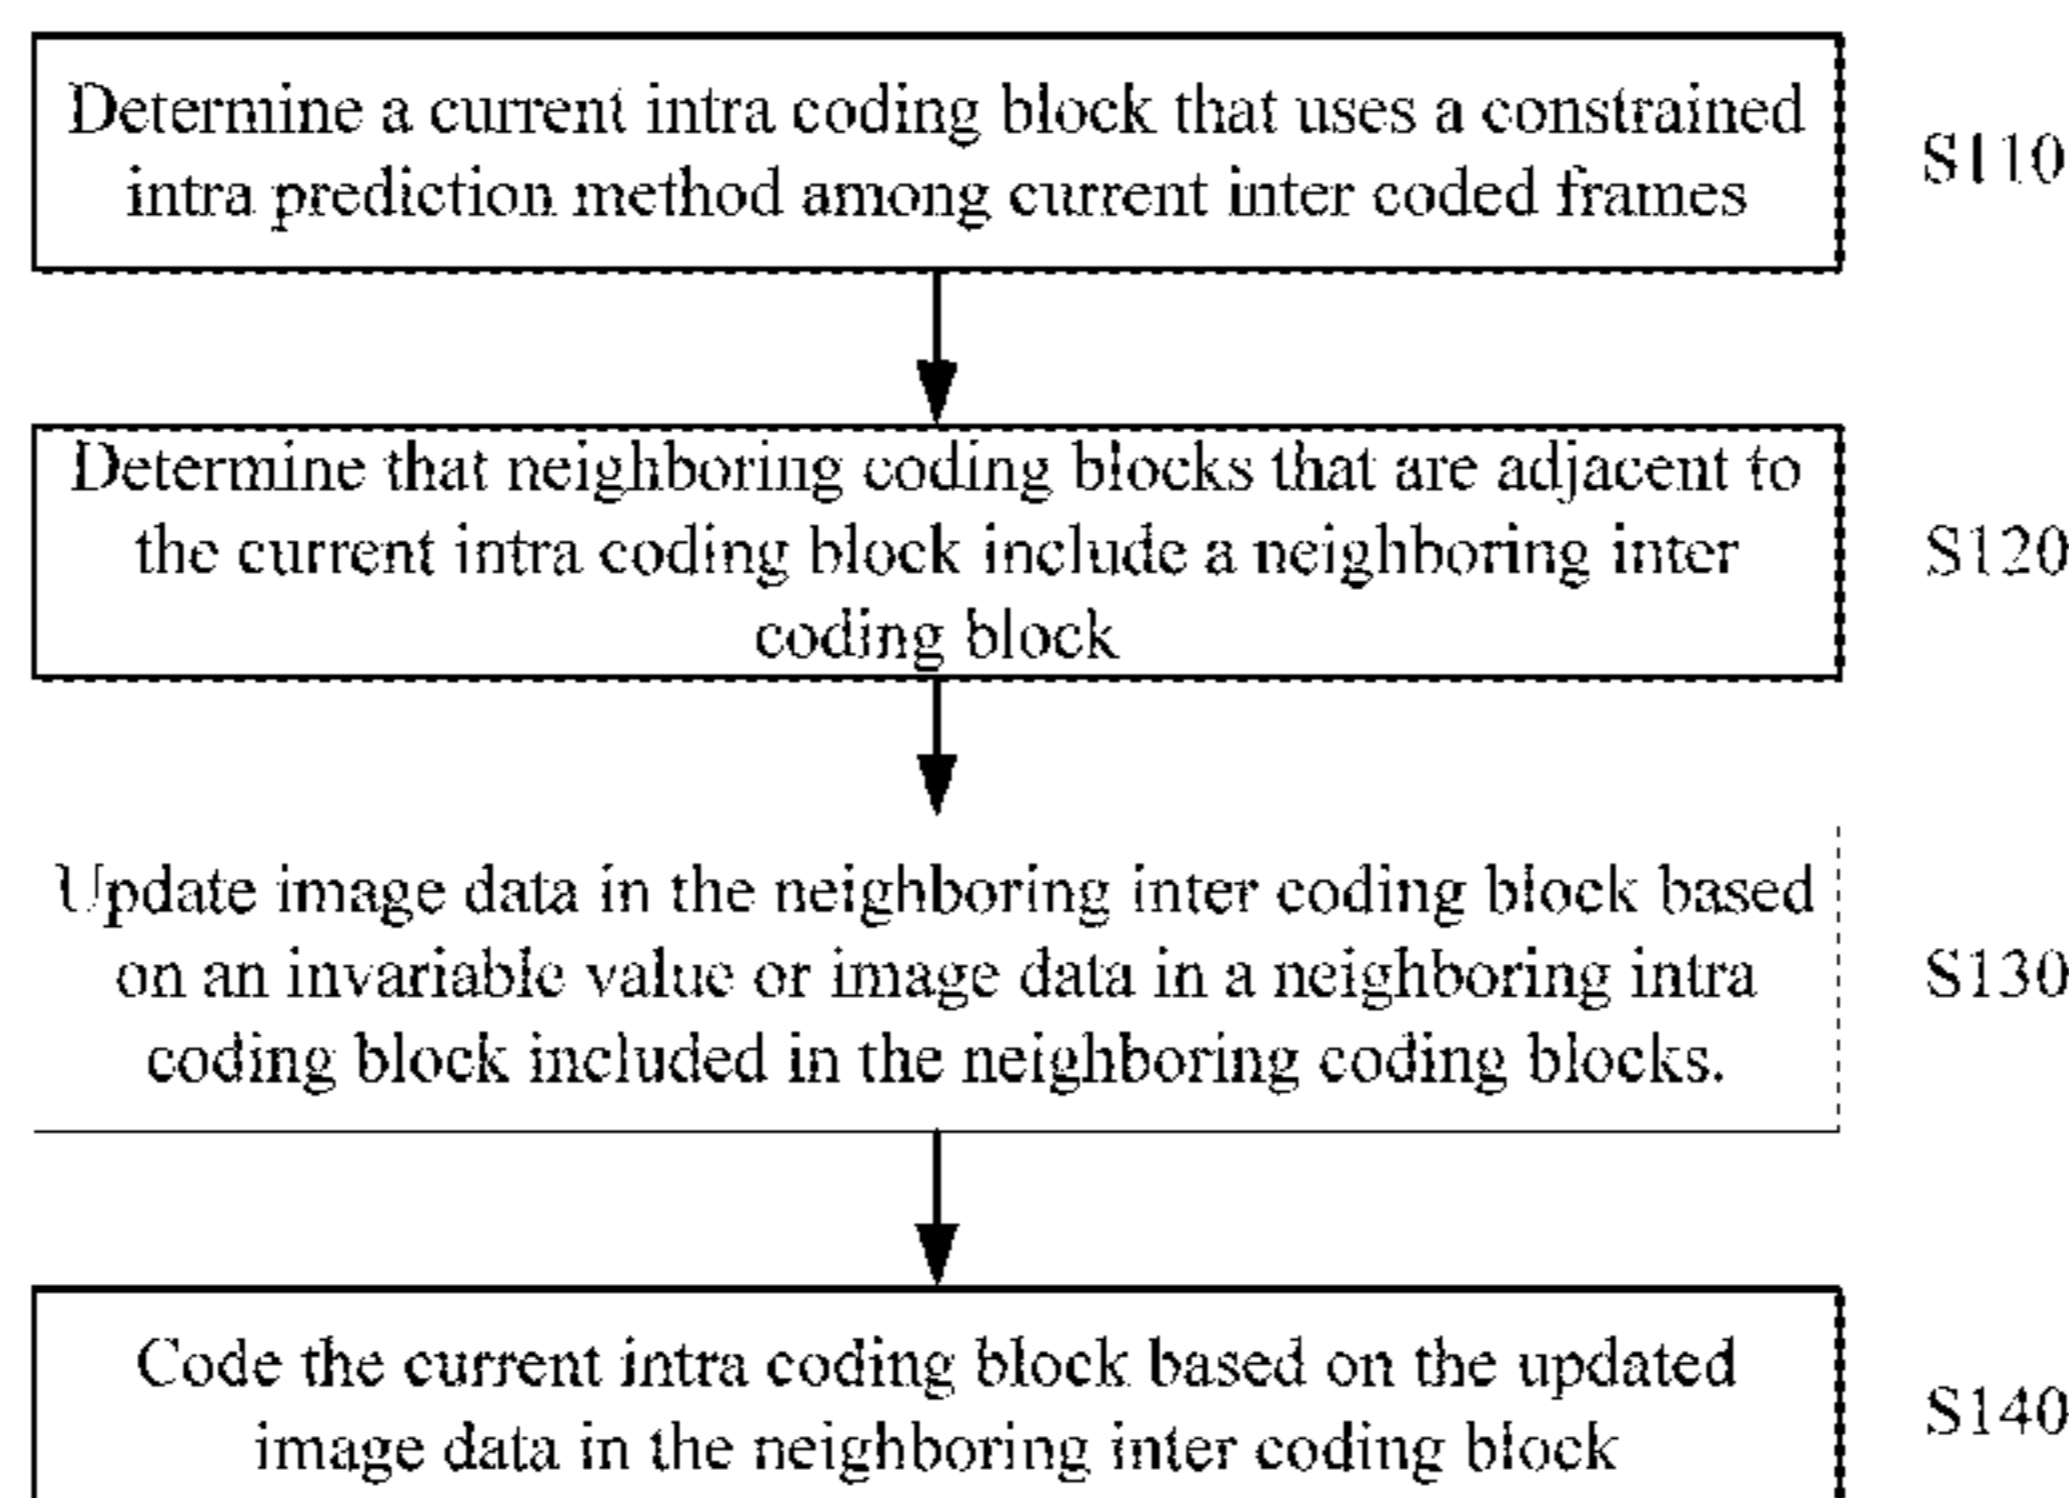 Determine a current intra coding block that uses a constrained
intra prediction method among current inter coded frames
S110
Determine that neighboring coding blocks that are adjacent to
the current intra coding block include a neighboring inter
coding block
S120
Update image data in the neighboring inter coding block based
on an invariable value or image data in a neighboring intra
coding block included in the neighboring coding blocks.
S130
Code the current intra coding block based on the updated
image data in the neighboring inter coding block
S140